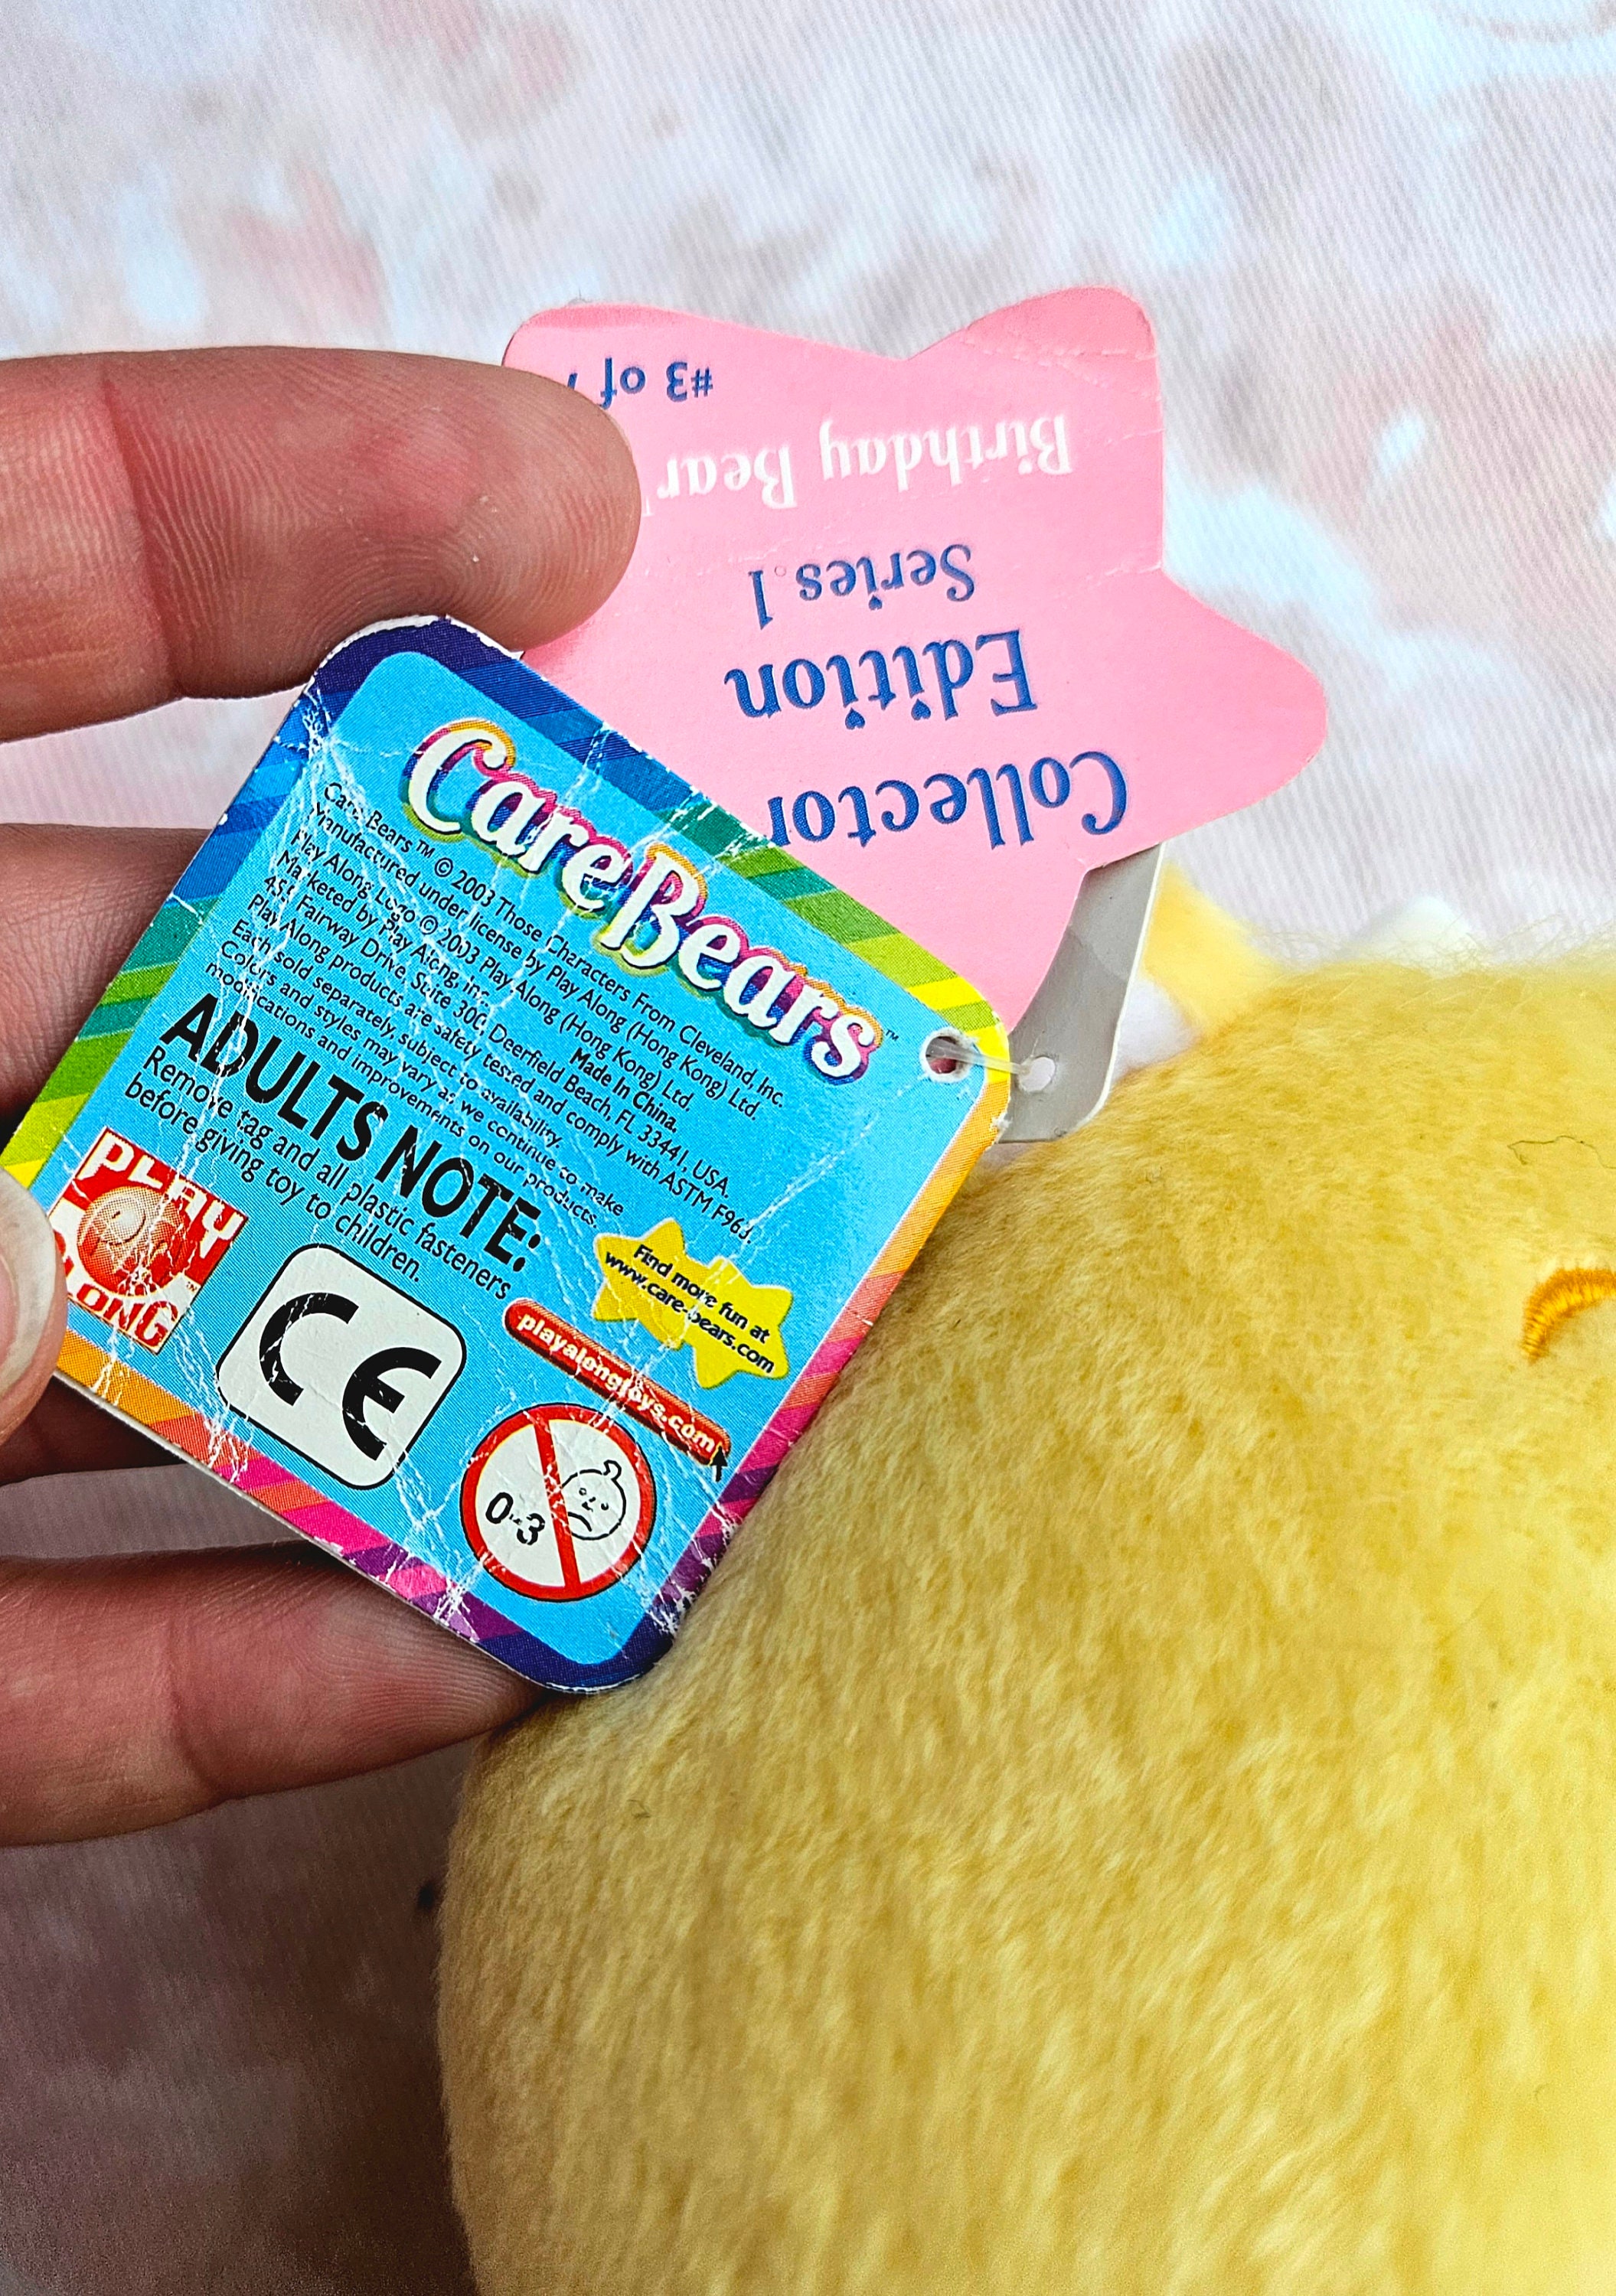 Collector
Edition
Series 1
Birthday Bear
#3 of
CareBears™
Care Bears™ © 2003 Those Characters From Cleveland, Inc.
Manufactured under license by Play Along (Hong Kong) Ltd.
Play Along Logo © 2003 Play Along (Hong Kong) Ltd.
Marketed by Play Along, Inc. Made In China.
Fairway Drive, Suite 300, Deerfield Beach, FL 33441, USA.
Play Along products are safety tested and comply with ASTM F963.
Each sold separately, subject to availability.
Colors and styles may vary as we continue to make
modifications and improvements on our products.
ADULTS NOTE:
Remove tag and all plastic fasteners
before giving toy to children.
Find more fun at
www.care-bears.com
playalongtoys.com
PLAY
ALONG
CE
0-3